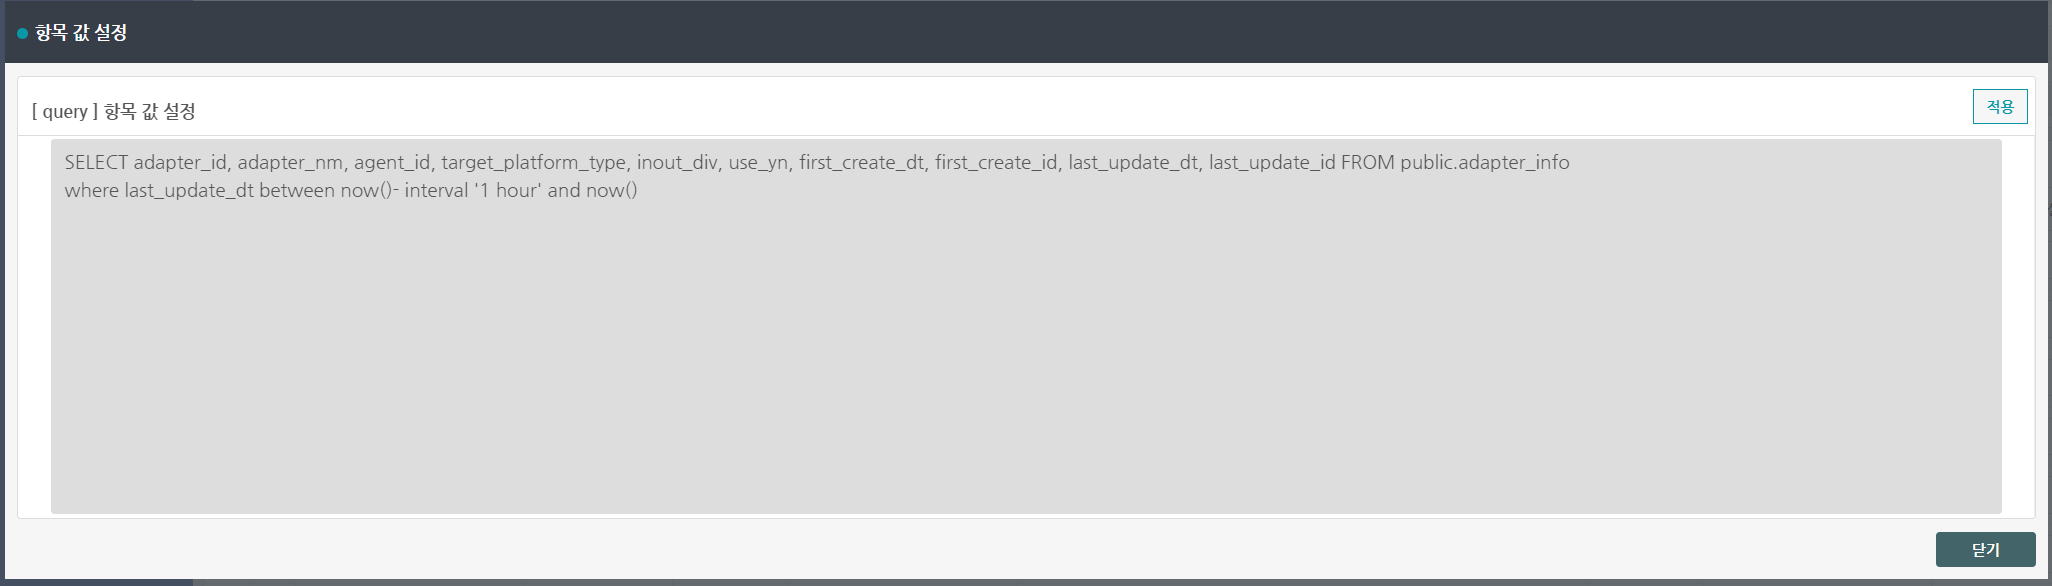 항목 값 설정
[ query ] 항목 값 설정
적용
SELECT adapter_id, adapter_nm, agent_id, target_platform_type, inout_div, use_yn, first_create_dt, first_create_id, last_update_dt, last_update_id FROM public.adapter_info
where last_update_dt between now()- interval '1 hour' and now()
닫기